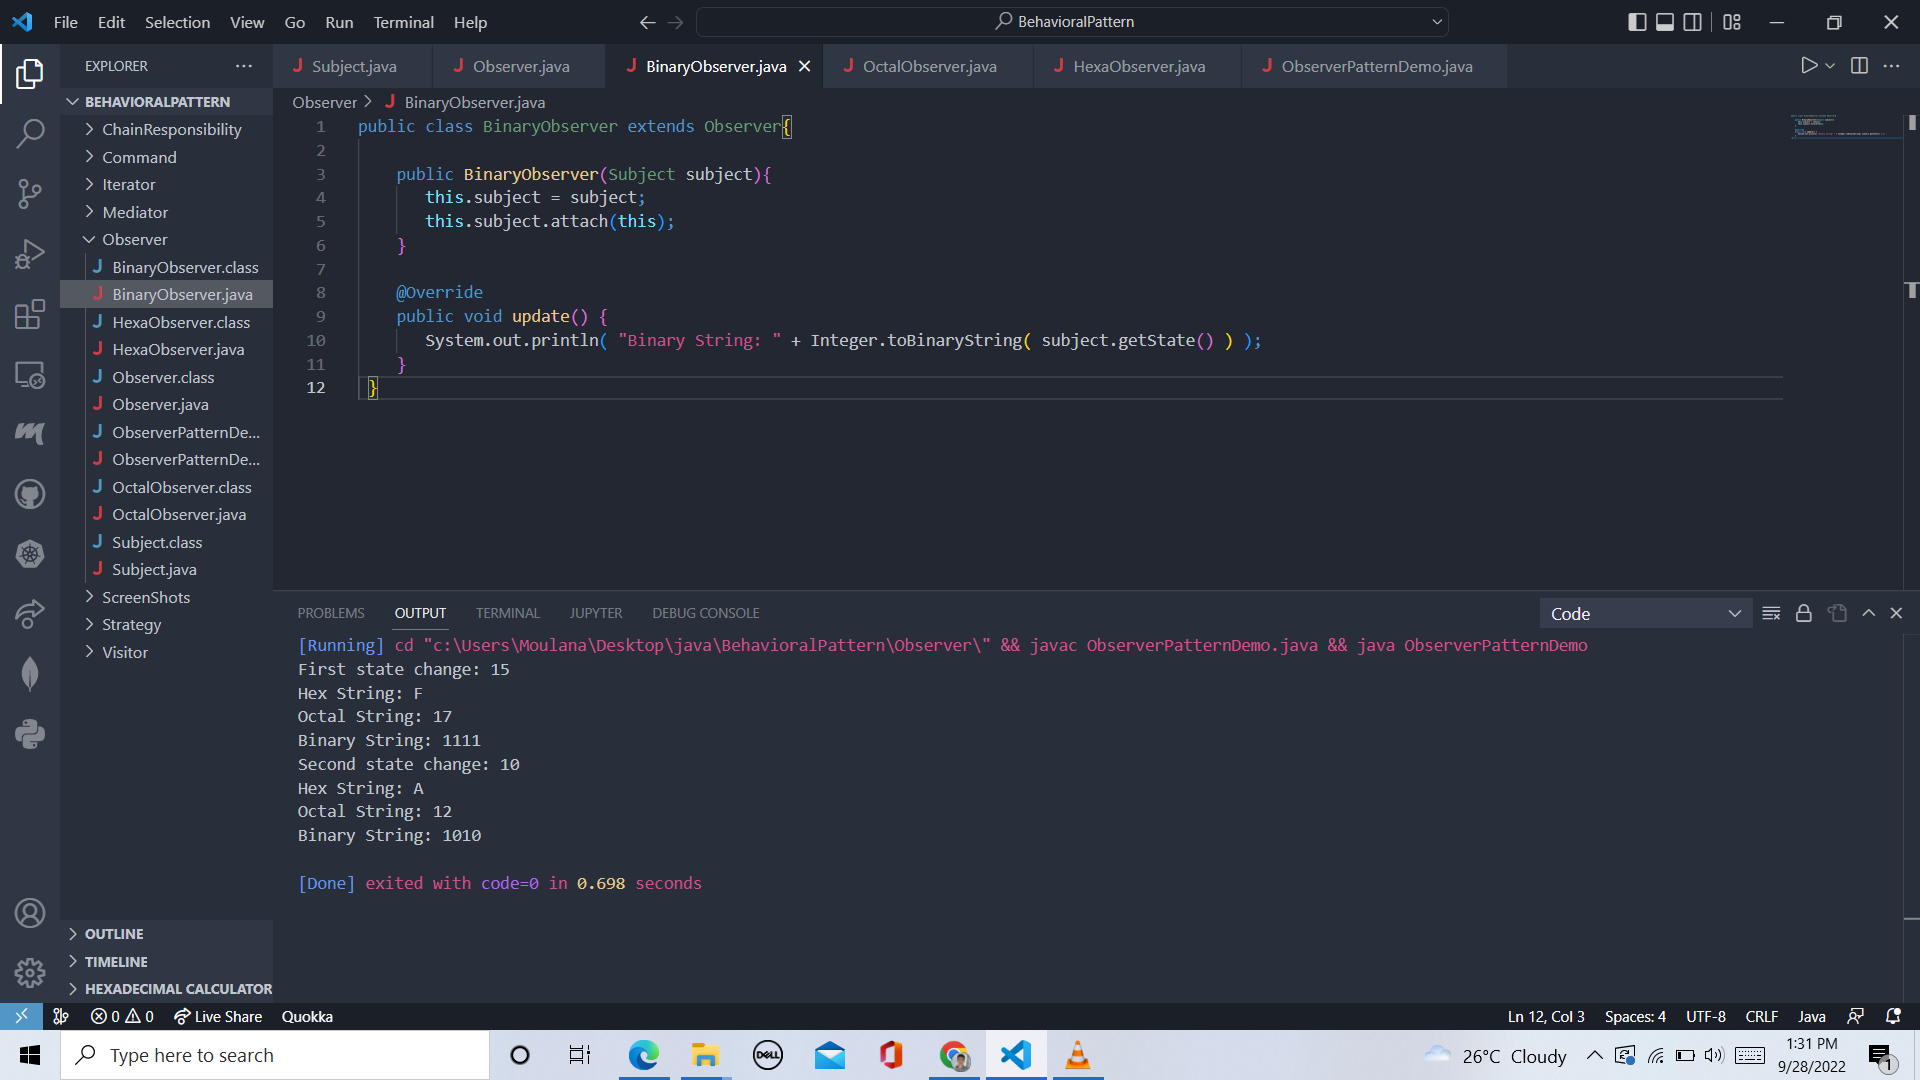 File Edit Selection View Go Run Terminal Help
BehavioralPattern
EXPLORER
Subject.java Observer.java BinaryObserver.java OctalObserver.java HexaObserver.java ObserverPatternDemo.java
BEHAVIORALPATTERN
ChainResponsibility
Command
Iterator
Mediator
Observer
BinaryObserver.class
BinaryObserver.java
HexaObserver.class
HexaObserver.java
Observer.class
Observer.java
ObserverPatternDe...
ObserverPatternDe...
OctalObserver.class
OctalObserver.java
Subject.class
Subject.java
ScreenShots
Strategy
Visitor
OUTLINE
TIMELINE
HEXADECIMAL CALCULATOR
Observer > BinaryObserver.java
1 public class BinaryObserver extends Observer{
2
3 public BinaryObserver(Subject subject){
4 this.subject = subject;
5 this.subject.attach(this);
6 }
7
8 @Override
9 public void update() {
10 System.out.println( "Binary String: " + Integer.toBinaryString( subject.getState() ) );
11 }
12 }
PROBLEMS OUTPUT TERMINAL JUPYTER DEBUG CONSOLE
Code
[Running] cd "c:\Users\Moulana\Desktop\java\BehavioralPattern\Observer\" && javac ObserverPatternDemo.java && java ObserverPatternDemo
First state change: 15
Hex String: F
Octal String: 17
Binary String: 1111
Second state change: 10
Hex String: A
Octal String: 12
Binary String: 1010
[Done] exited with code=0 in 0.698 seconds
0 0 Live Share Quokka
Ln 12, Col 3 Spaces: 4 UTF-8 CRLF Java
Type here to search
DELL
26°C Cloudy
1:31 PM
9/28/2022
1